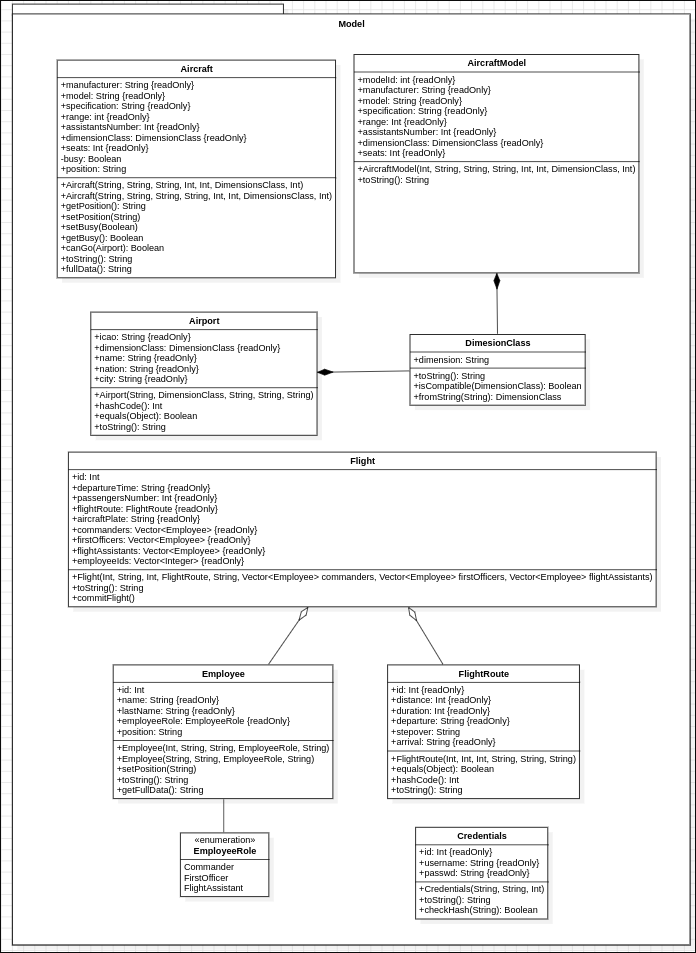 Model
Aircraft
+manufacturer: String {readOnly}
+model: String {readOnly}
+specification: String {readOnly}
+range: int {readOnly}
+assistantsNumber: Int {readOnly}
+dimensionClass: DimensionClass {readOnly}
+seats: Int {readOnly}
-busy: Boolean
+position: String
+Aircraft(String, String, String, Int, Int, DimensionsClass, Int)
+Aircraft(String, String, String, String, Int, Int, DimensionsClass, Int)
+getPosition(): String
+setPosition(String)
+setBusy(Boolean)
+getBusy(): Boolean
+canGo(Airport): Boolean
+toString(): String
+fullData(): String
AircraftModel
+modelId: int {readOnly}
+manufacturer: String {readOnly}
+model: String {readOnly}
+specification: String {readOnly}
+range: Int {readOnly}
+assistantsNumber: Int {readOnly}
+dimensionClass: DimensionClass {readOnly}
+seats: Int {readOnly}
+AircraftModel(Int, String, String, String, Int, Int, DimensionClass, Int)
+toString(): String
Airport
+icao: String {readOnly}
+dimensionClass: DimensionClass {readOnly}
+name: String {readOnly}
+nation: String {readOnly}
+city: String {readOnly}
+Airport(String, DimensionClass, String, String, String)
+hashCode(): Int
+equals(Object): Boolean
+toString(): String
DimesionClass
+dimension: String
+toString(): String
+isCompatible(DimensionClass): Boolean
+fromString(String): DimensionClass
Flight
+id: Int
+departureTime: String {readOnly}
+passengersNumber: Int {readOnly}
+flightRoute: FlightRoute {readOnly}
+aircraftPlate: String {readOnly}
+commanders: Vector<Employee> {readOnly}
+firstOfficers: Vector<Employee> {readOnly}
+flightAssistants: Vector<Employee> {readOnly}
+employeeIds: Vector<Integer> {readOnly}
+Flight(Int, String, Int, FlightRoute, String, Vector<Employee> commanders, Vector<Employee> firstOfficers, Vector<Employee> flightAssistants)
+toString(): String
+commitFlight()
Employee
+id: Int
+name: String {readOnly}
+lastName: String {readOnly}
+employeeRole: EmployeeRole {readOnly}
+position: String
+Employee(Int, String, String, EmployeeRole, String)
+Employee(String, String, EmployeeRole, String)
+setPosition(String)
+toString(): String
+getFullData(): String
FlightRoute
+id: Int {readOnly}
+distance: Int {readOnly}
+duration: Int {readOnly}
+departure: String {readOnly}
+stepover: String
+arrival: String {readOnly}
+FlightRoute(Int, Int, Int, String, String, String)
+equals(Object): Boolean
+hashCode(): Int
+toString(): String
«enumeration»
EmployeeRole
Commander
FirstOfficer
FlightAssistant
Credentials
+id: Int {readOnly}
+username: String {readOnly}
+passwd: String {readOnly}
+Credentials(String, String, Int)
+toString(): String
+checkHash(String): Boolean